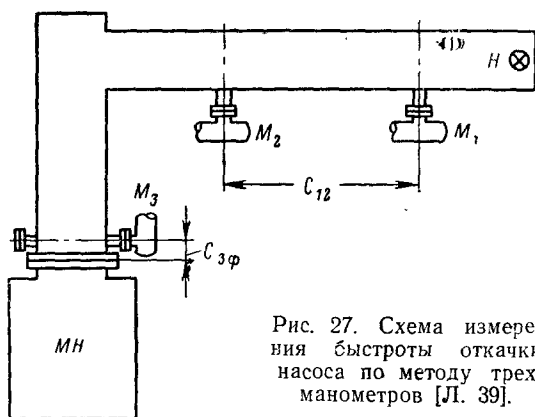 «1»
H
M₂
M₁
C₁₂
M₃
C₃ф
МН
Рис. 27. Схема измере-
ния быстроты откачки
насоса по методу трех
манометров [Л. 39].